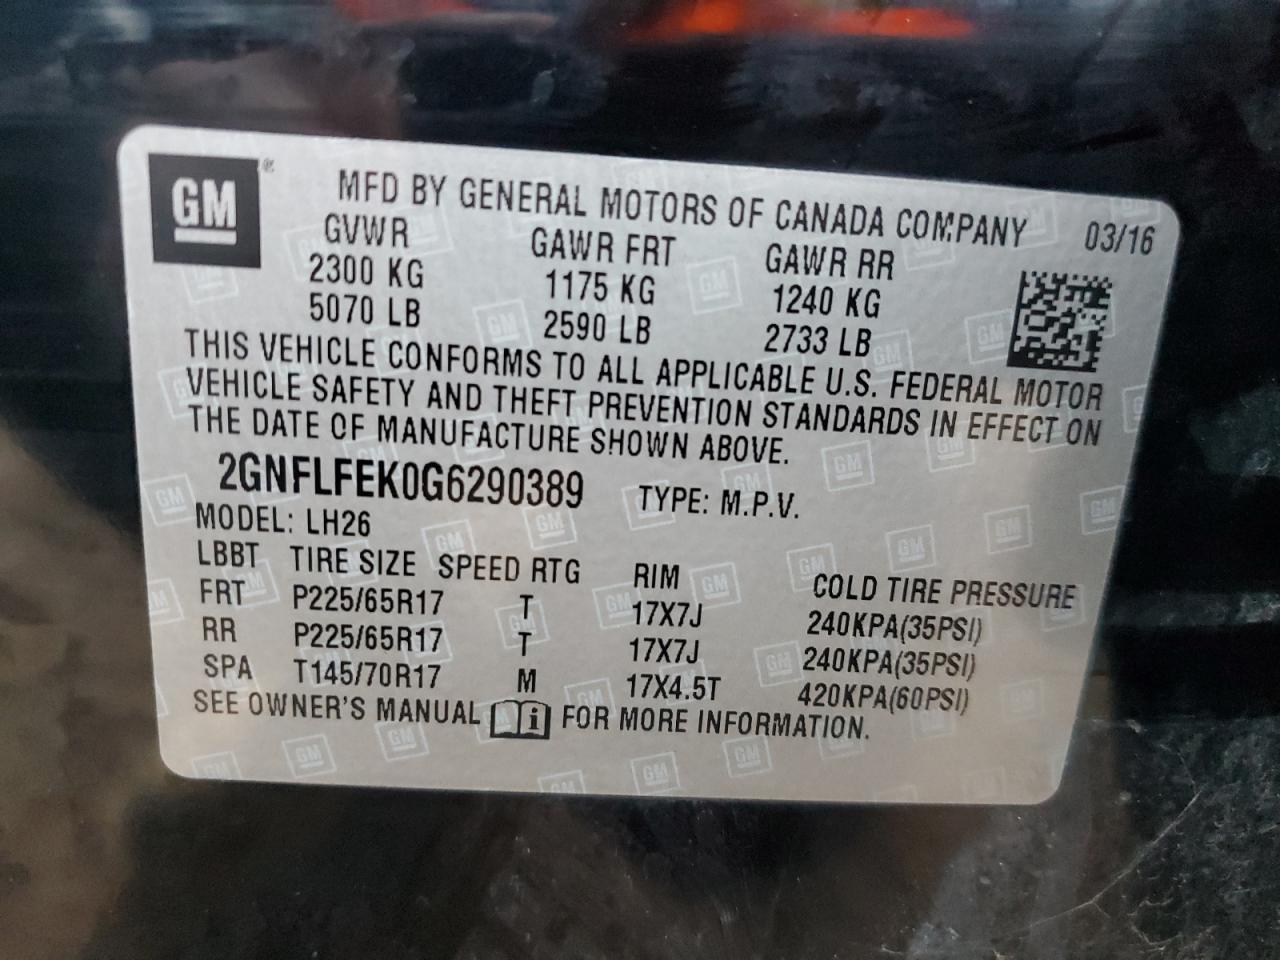 GM ®
MFD BY GENERAL MOTORS OF CANADA COMPANY 03/16
GVWR GAWR FRT GAWR RR
2300 KG 1175 KG 1240 KG
5070 LB 2590 LB 2733 LB
THIS VEHICLE CONFORMS TO ALL APPLICABLE U.S. FEDERAL MOTOR
VEHICLE SAFETY AND THEFT PREVENTION STANDARDS IN EFFECT ON
THE DATE OF MANUFACTURE SHOWN ABOVE.
2GNFLFEK0G6290389 TYPE: M.P.V.
MODEL: LH26
LBBT TIRE SIZE SPEED RTG RIM COLD TIRE PRESSURE
FRT P225/65R17 T 17X7J 240KPA(35PSI)
RR P225/65R17 T 17X7J 240KPA(35PSI)
SPA T145/70R17 M 17X4.5T 420KPA(60PSI)
SEE OWNER'S MANUAL i FOR MORE INFORMATION.